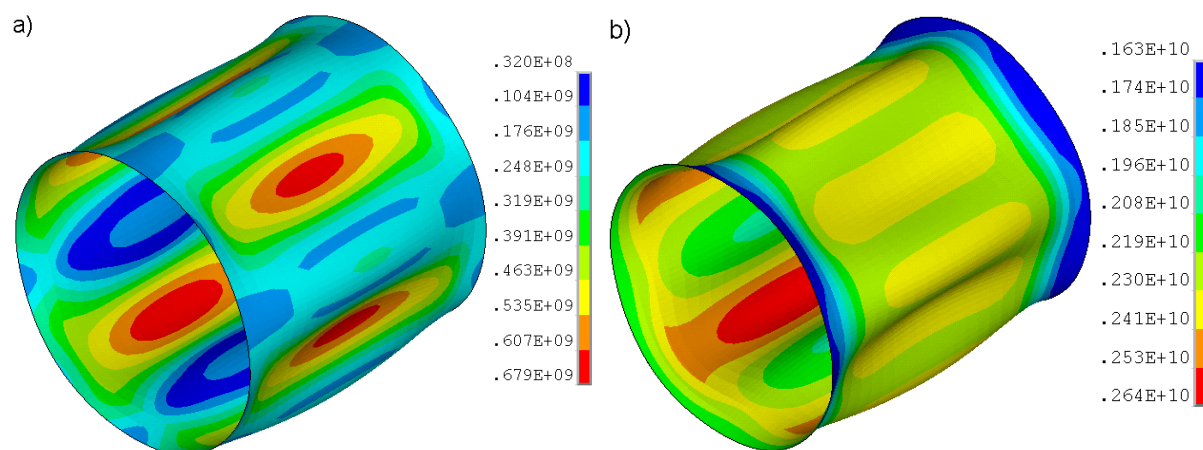 a)
.320E+08
.104E+09
.176E+09
.248E+09
.319E+09
.391E+09
.463E+09
.535E+09
.607E+09
.679E+09
b)
.163E+10
.174E+10
.185E+10
.196E+10
.208E+10
.219E+10
.230E+10
.241E+10
.253E+10
.264E+10